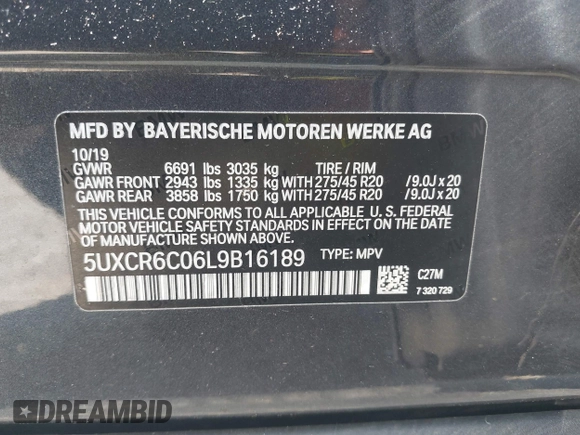 MFD BY BAYERISCHE MOTOREN WERKE AG
10/19
GVWR 6691 lbs 3035 kg TIRE / RIM
GAWR FRONT 2943 lbs 1335 kg WITH 275/45 R20 /9.0J x 20
GAWR REAR 3858 lbs 1750 kg WITH 275/45 R20 /9.0J x 20
THIS VEHICLE CONFORMS TO ALL APPLICABLE U. S. FEDERAL
MOTOR VEHICLE SAFETY STANDARDS IN EFFECT ON THE
DATE OF MANUFACTURE SHOWN ABOVE.
5UXCR6C06L9B16189 TYPE: MPV
C27M
7 320 729
DREAMBID